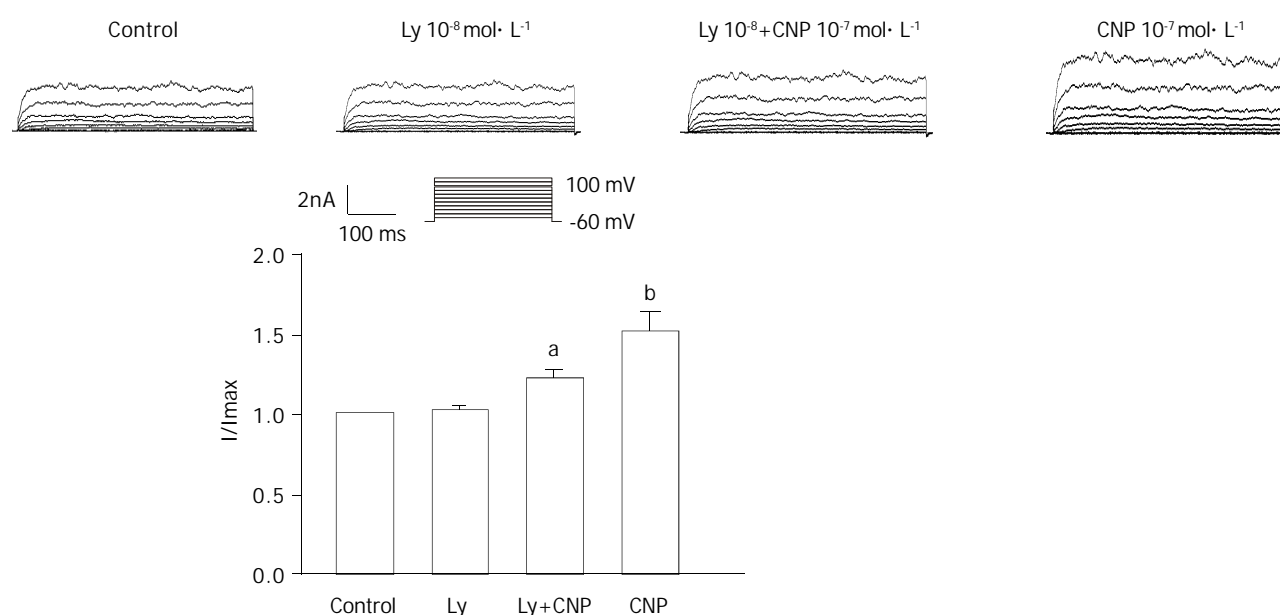 Control
Ly 10⁻⁸ mol· L⁻¹
Ly 10⁻⁸+CNP 10⁻⁷ mol· L⁻¹
CNP 10⁻⁷ mol· L⁻¹
2nA
100 ms
100 mV
-60 mV
2.0
1.5
1.0
0.5
0.0
I/Imax
a
b
Control
Ly
Ly+CNP
CNP